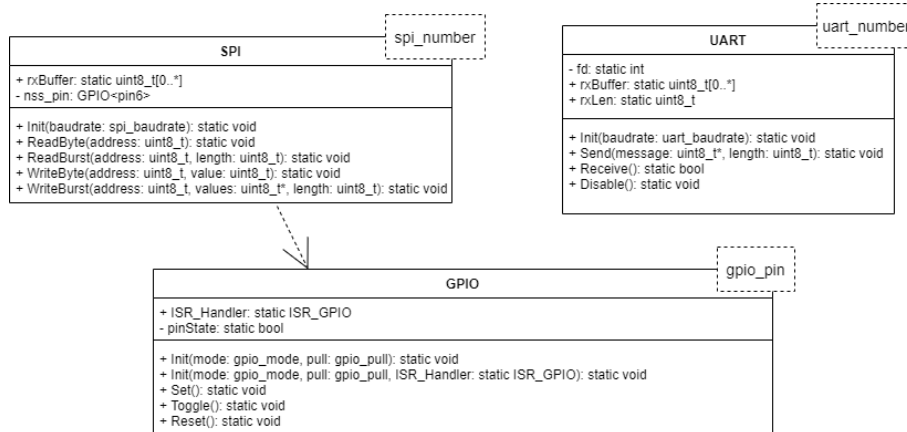 spi_number
SPI
+ rxBuffer: static uint8_t[0..*]
- nss_pin: GPIO<pin6>
+ Init(baudrate: spi_baudrate): static void
+ ReadByte(address: uint8_t): static void
+ ReadBurst(address: uint8_t, length: uint8_t): static void
+ WriteByte(address: uint8_t, value: uint8_t): static void
+ WriteBurst(address: uint8_t, values: uint8_t*, length: uint8_t): static void
uart_number
UART
- fd: static int
+ rxBuffer: static uint8_t[0..*]
+ rxLen: static uint8_t
+ Init(baudrate: uart_baudrate): static void
+ Send(message: uint8_t*, length: uint8_t): static void
+ Receive(): static bool
+ Disable(): static void
gpio_pin
GPIO
+ ISR_Handler: static ISR_GPIO
- pinState: static bool
+ Init(mode: gpio_mode, pull: gpio_pull): static void
+ Init(mode: gpio_mode, pull: gpio_pull, ISR_Handler: static ISR_GPIO): static void
+ Set(): static void
+ Toggle(): static void
+ Reset(): static void